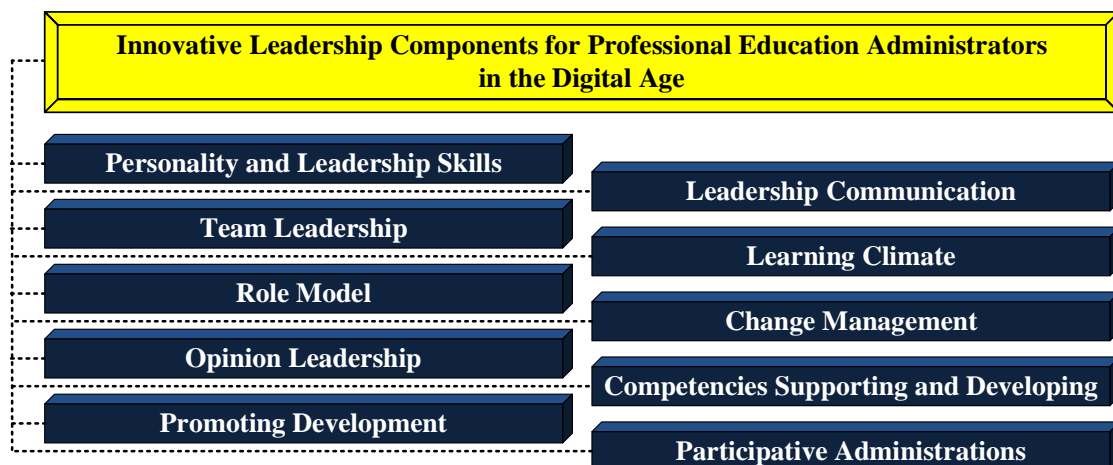 Innovative Leadership Components for Professional Education Administrators
in the Digital Age
Personality and Leadership Skills
Leadership Communication
Team Leadership
Learning Climate
Role Model
Change Management
Opinion Leadership
Competencies Supporting and Developing
Promoting Development
Participative Administrations